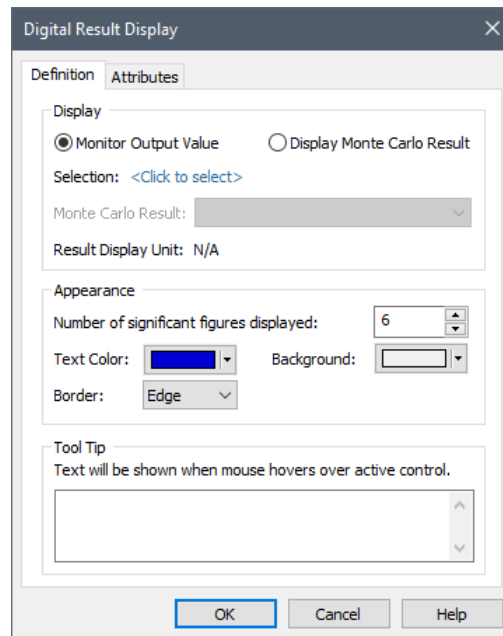 Digital Result Display
Definition Attributes
Display
Monitor Output Value Display Monte Carlo Result
Selection: <Click to select>
Monte Carlo Result:
Result Display Unit: N/A
Appearance
Number of significant figures displayed: 6
Text Color: Background:
Border: Edge
Tool Tip
Text will be shown when mouse hovers over active control.
OK Cancel Help